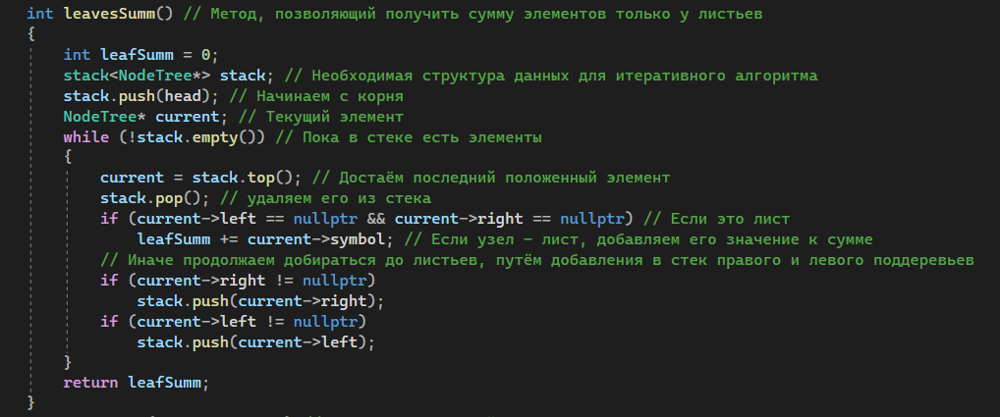 int leavesSumm() // Метод, позволяющий получить сумму элементов только у листьев
{
    int leafSumm = 0;
    stack<NodeTree*> stack; // Необходимая структура данных для итеративного алгоритма
    stack.push(head); // Начинаем с корня
    NodeTree* current; // Текущий элемент
    while (!stack.empty()) // Пока в стеке есть элементы
    {
        current = stack.top(); // Достаём последний положенный элемент
        stack.pop(); // удаляем его из стека
        if (current->left == nullptr && current->right == nullptr) // Если это лист
            leafSumm += current->symbol; // Если узел - лист, добавляем его значение к сумме
        // Иначе продолжаем добираться до листьев, путём добавления в стек правого и левого поддеревьев
        if (current->right != nullptr)
            stack.push(current->right);
        if (current->left != nullptr)
            stack.push(current->left);
    }
    return leafSumm;
}